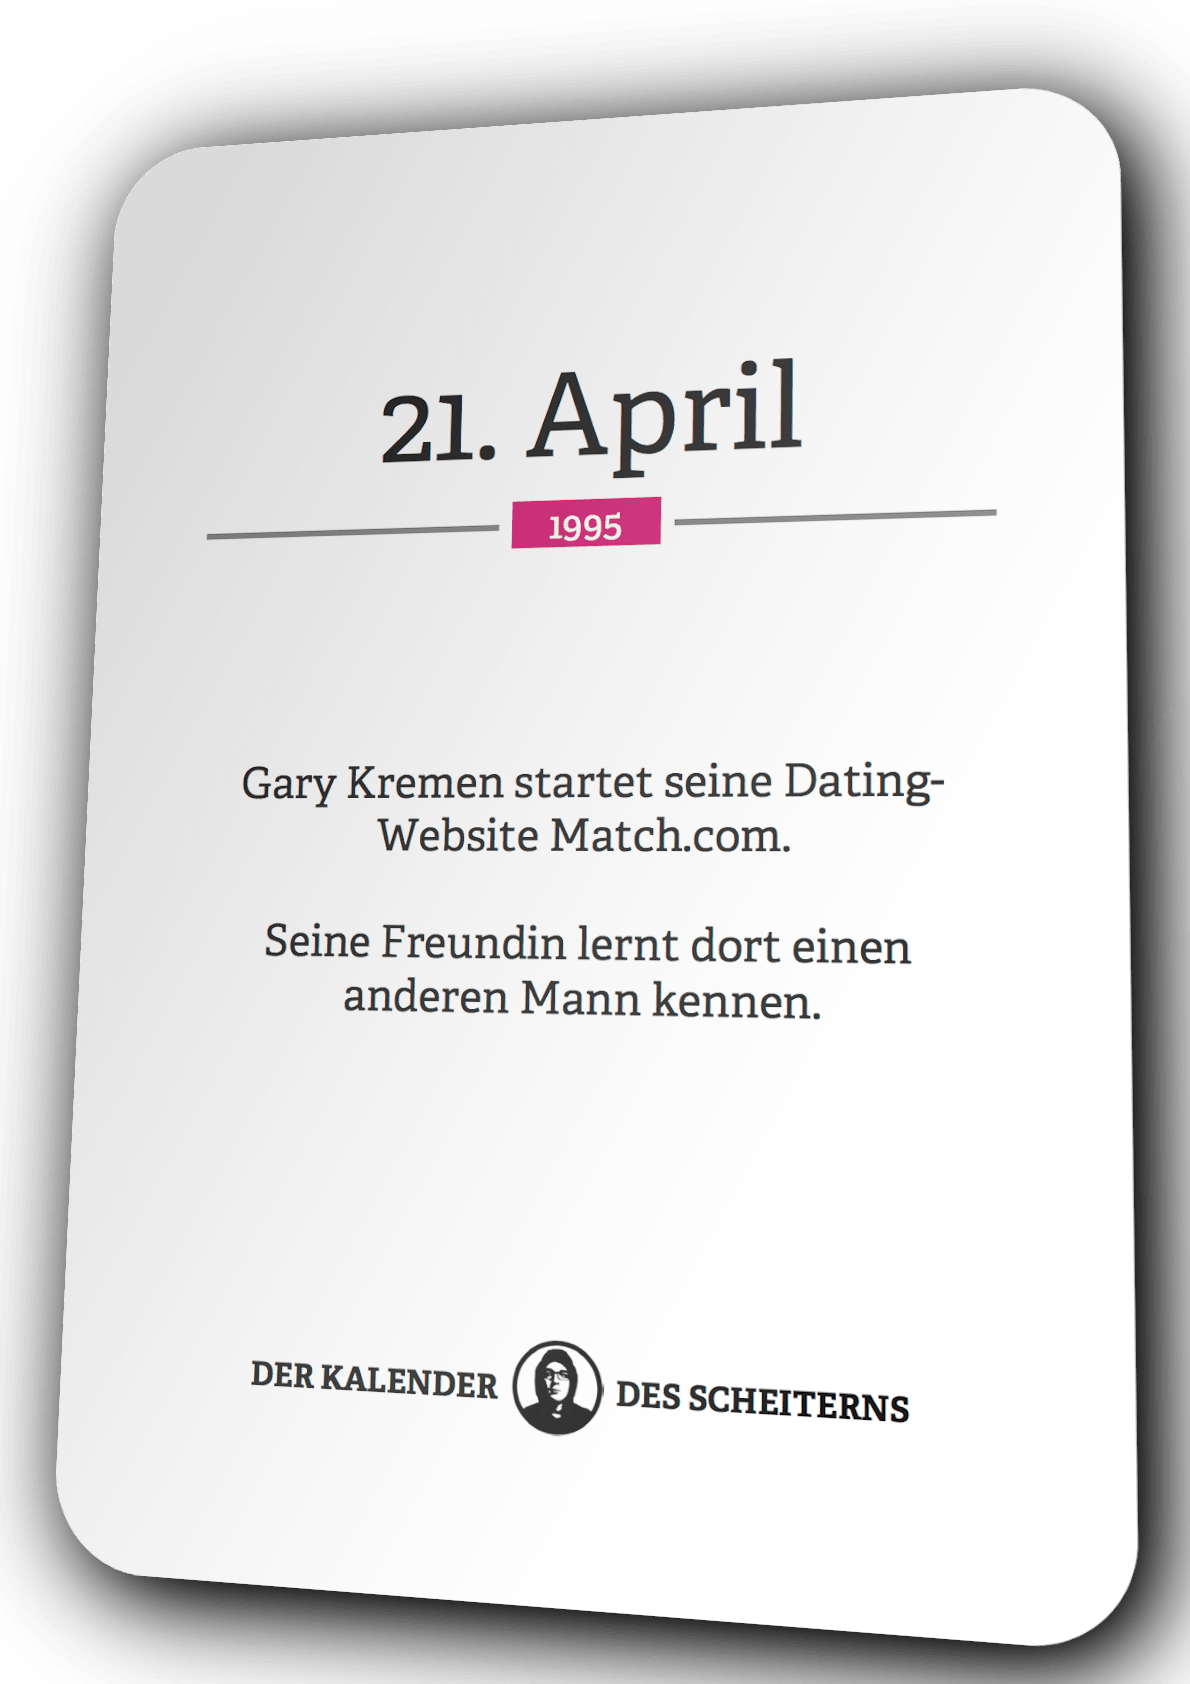 21. April
1995
Gary Kremen startet seine Dating-
Website Match.com.
Seine Freundin lernt dort einen
anderen Mann kennen.
DER KALENDER DES SCHEITERNS